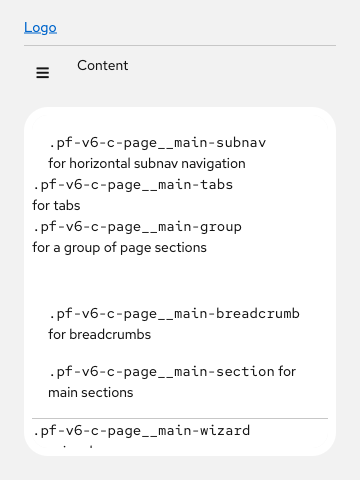 Logo
Content
.pf-v6-c-page__main-subnav
for horizontal subnav navigation
.pf-v6-c-page__main-tabs
for tabs
.pf-v6-c-page__main-group
for a group of page sections
.pf-v6-c-page__main-breadcrumb
for breadcrumbs
.pf-v6-c-page__main-section for
main sections
.pf-v6-c-page__main-wizard